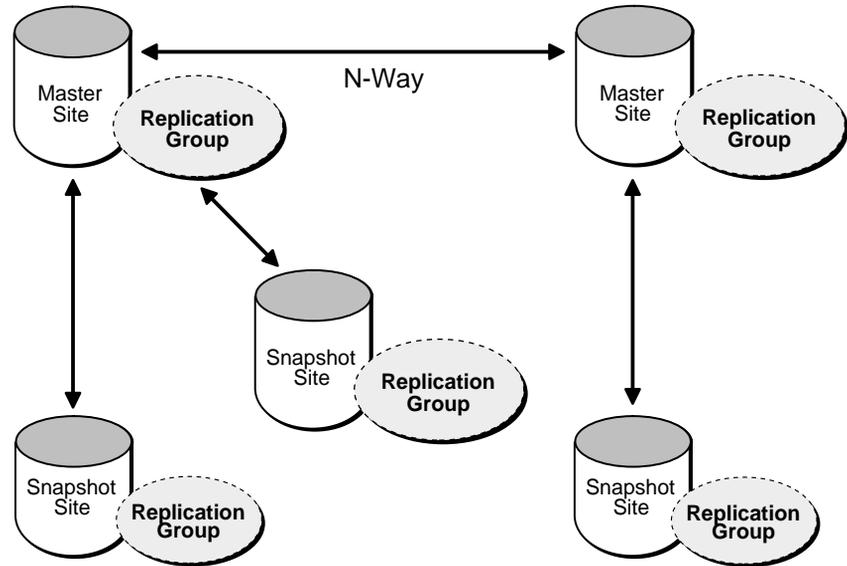 N-Way
Master
Site
Replication
Group
Master
Site
Replication
Group
Snapshot
Site
Replication
Group
Snapshot
Site
Replication
Group
Snapshot
Site
Replication
Group